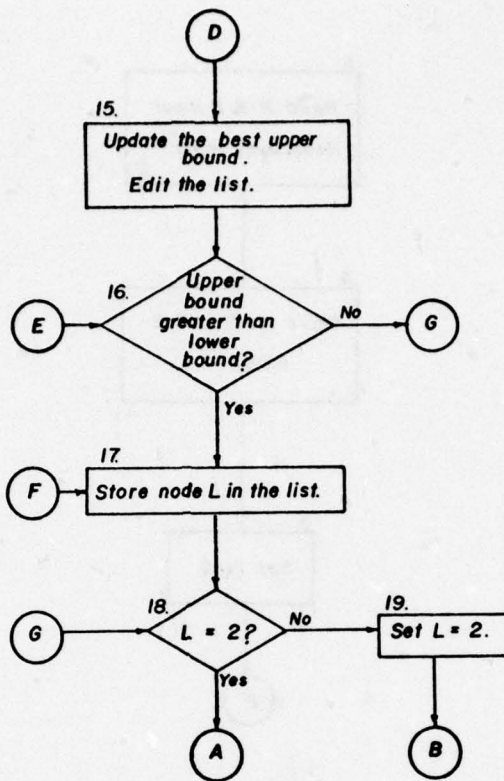 D
15.
Update the best upper
bound.
Edit the list.
16.
Upper
bound
greater than
lower
bound?
E
No
G
Yes
17.
F
Store node L in the list.
18.
G
L = 2?
No
19.
Set L = 2.
Yes
A
B